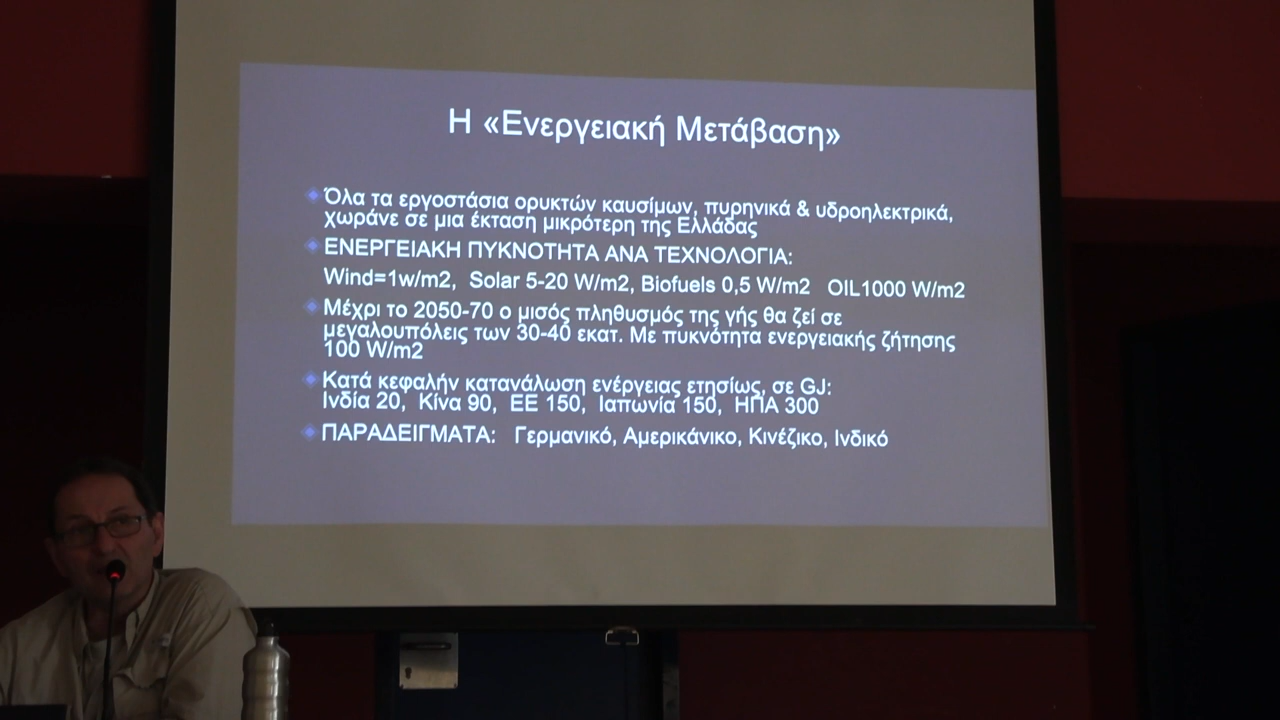 Η «Ενεργειακή Μετάβαση»
Όλα τα εργοστάσια ορυκτών καυσίμων, πυρηνικά & υδροηλεκτρικά,
χωράνε σε μια έκταση μικρότερη της Ελλάδας
ΕΝΕΡΓΕΙΑΚΗ ΠΥΚΝΟΤΗΤΑ ΑΝΑ ΤΕΧΝΟΛΟΓΙΑ:
Wind=1w/m2, Solar 5-20 W/m2, Biofuels 0,5 W/m2 OIL1000 W/m2
Μέχρι το 2050-70 ο μισός πληθυσμός της γής θα ζεί σε
μεγαλουπόλεις των 30-40 εκατ. Με πυκνότητα ενεργειακής ζήτησης
100 W/m2
Κατά κεφαλήν κατανάλωση ενέργειας ετησίως, σε GJ:
Ινδία 20, Κίνα 90, ΕΕ 150, Ιαπωνία 150, ΗΠΑ 300
ΠΑΡΑΔΕΙΓΜΑΤΑ: Γερμανικό, Αμερικάνικο, Κινέζικο, Ινδικό